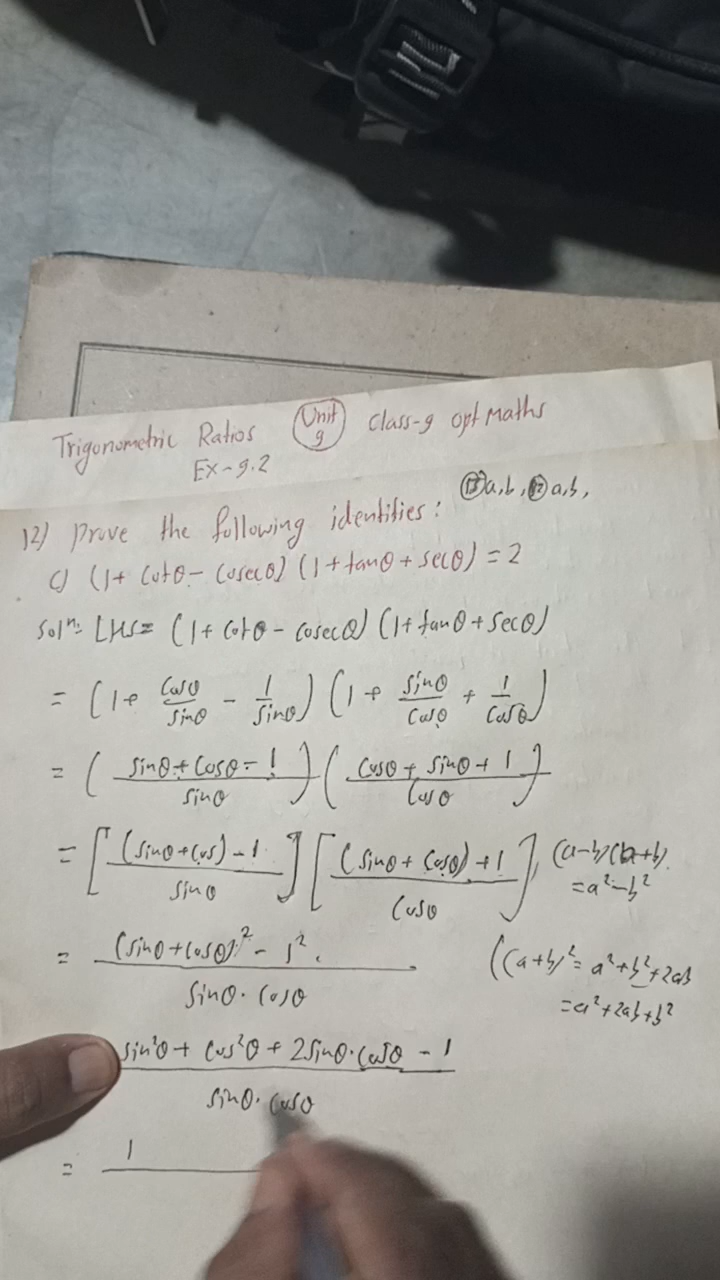 Trigonometric Ratios Unit 9 Class-9 opt Maths
Ex-9.2
a,b, a,b,
12) Prove the following identities:
c) (1+ cotθ - cosecθ) (1+tanθ+secθ) = 2
Solⁿ: LHS= (1+ cotθ - cosecθ) (1+tanθ+secθ)
= (1+ cosθ/sinθ - 1/sinθ) (1+ sinθ/cosθ + 1/cosθ)
= ( (sinθ+cosθ-1)/sinθ ) ( (cosθ+sinθ+1)/cosθ )
= [ ((sinθ+cos)-1)/sinθ ] [ ((sinθ+cosθ)+1)/cosθ ], (a-b)(a+b)
= a²-b²
= ((sinθ+cosθ)² - 1²)/(sinθ·cosθ) ((a+b)² = a²+b²+2ab
= a²+2ab+b²
(sin²θ + cos²θ + 2sinθ·cosθ - 1)/(sinθ·cosθ)
= 1